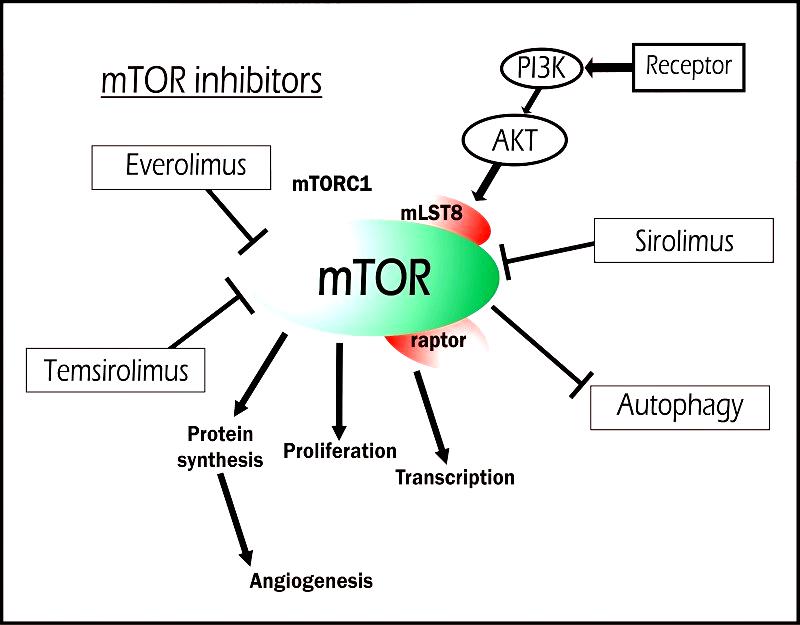 mTOR inhibitors
PI3K
Receptor
AKT
Everolimus
mTORC1
mLST8
Sirolimus
mTOR
raptor
Temsirolimus
Autophagy
Protein
synthesis
Proliferation
Transcription
Angiogenesis